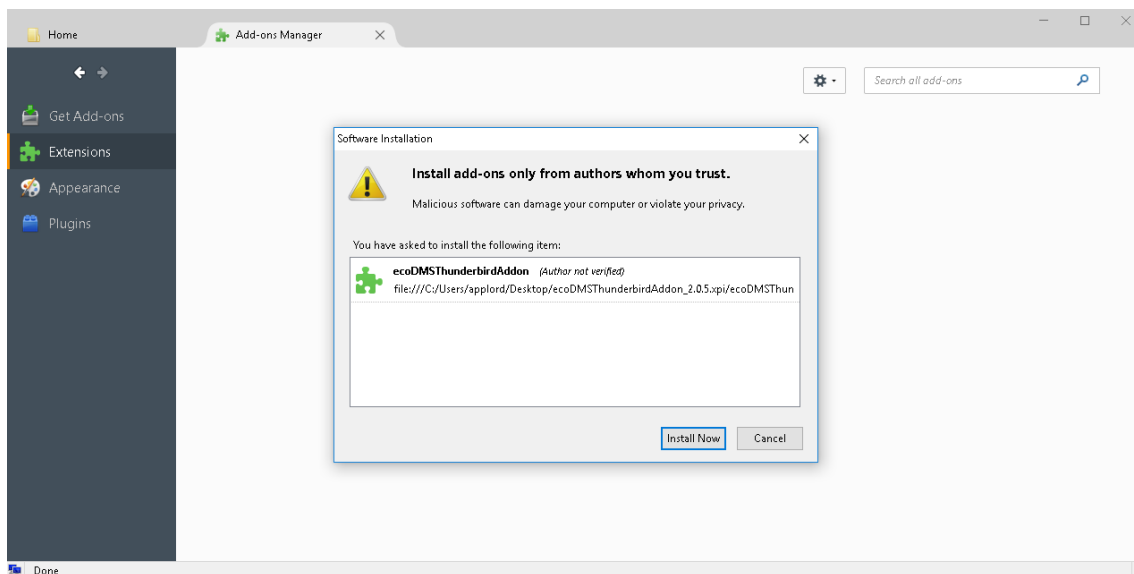 Home
Add-ons Manager
Search all add-ons
Get Add-ons
Extensions
Appearance
Plugins
Software Installation
Install add-ons only from authors whom you trust.
Malicious software can damage your computer or violate your privacy.
You have asked to install the following item:
ecoDMSThunderbirdAddon (Author not verified)
file:///C:/Users/applord/Desktop/ecoDMSThunderbirdAddon_2.0.5.xpi/ecoDMSThun
Install Now
Cancel
Done